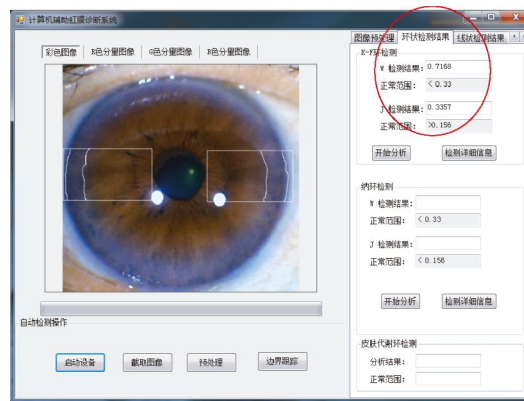 计算机辅助虹膜诊断系统
彩色图像 R色分量图像 G色分量图像 B色分量图像
图像预处理 环状检测结果 线状检测结果
K-F环检测
W 检测结果: 0.7168
正常范围: < 0.33
J 检测结果: 0.3357
正常范围: >0.156
开始分析 检测详细信息
纳环检测
W 检测结果:
正常范围: < 0.33
J 检测结果:
正常范围: < 0.156
开始分析 检测详细信息
自动检测操作
启动设备 截取图像 预处理 边界跟踪
皮肤代谢环检测
分析结果:
正常范围: